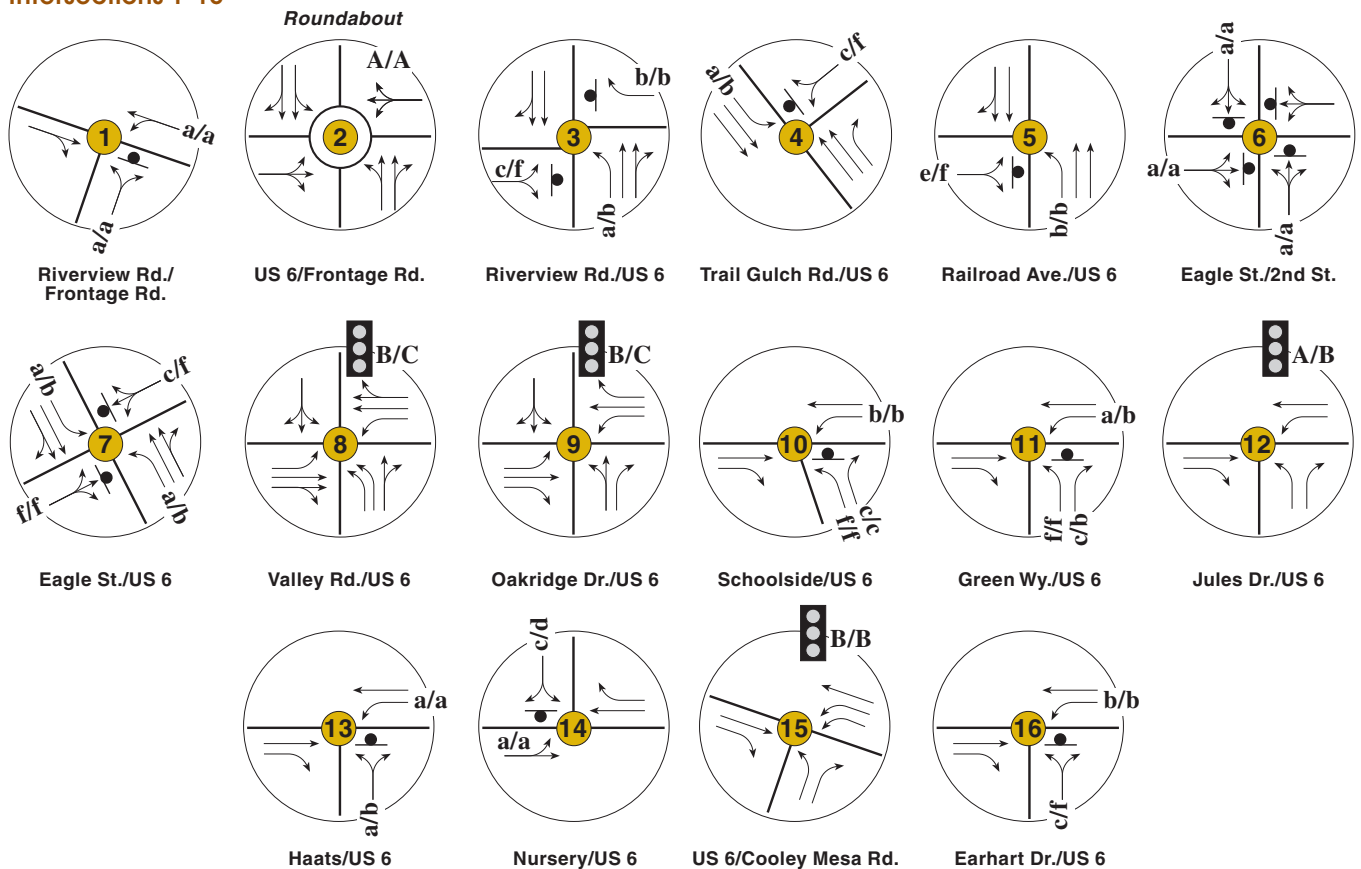 Roundabout
a/a
a/a
1
Riverview Rd./
Frontage Rd.
A/A
2
US 6/Frontage Rd.
b/b
c/f
a/b
3
Riverview Rd./US 6
a/b
c/f
4
Trail Gulch Rd./US 6
e/f
b/b
5
Railroad Ave./US 6
a/a
a/a
a/a
6
Eagle St./2nd St.
a/b
c/f
f/f
a/b
7
Eagle St./US 6
B/C
8
Valley Rd./US 6
B/C
9
Oakridge Dr./US 6
b/b
f/f
c/c
10
Schoolside/US 6
a/b
f/f
c/b
11
Green Wy./US 6
A/B
12
Jules Dr./US 6
a/a
a/b
13
Haats/US 6
c/d
a/a
14
Nursery/US 6
B/B
15
US 6/Cooley Mesa Rd.
b/b
c/f
16
Earhart Dr./US 6